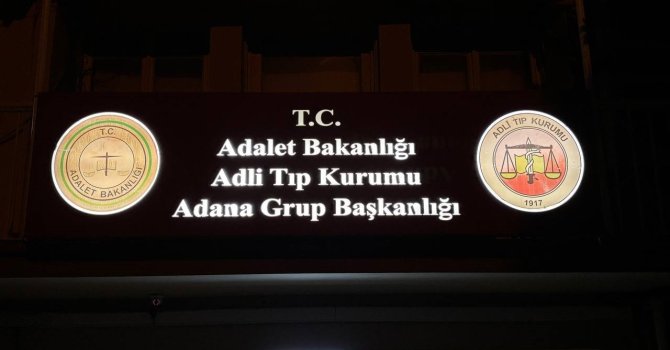 T.C.
Adalet Bakanlığı
Adli Tıp Kurumu
Adana Grup Başkanlığı
T.C.
ADALET BAKANLIĞI
ADLİ TIP KURUMU
1917